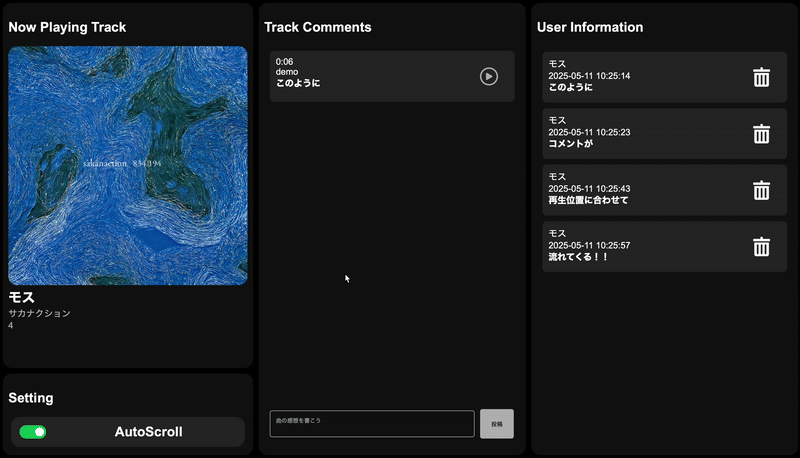 Now Playing Track
sakanaction 834.194
モス
サカナクション
4
Setting
AutoScroll
Track Comments
0:06
demo
このように
曲の感想を書こう
投稿
User Information
モス
2025-05-11 10:25:14
このように
モス
2025-05-11 10:25:23
コメントが
モス
2025-05-11 10:25:43
再生位置に合わせて
モス
2025-05-11 10:25:57
流れてくる！！